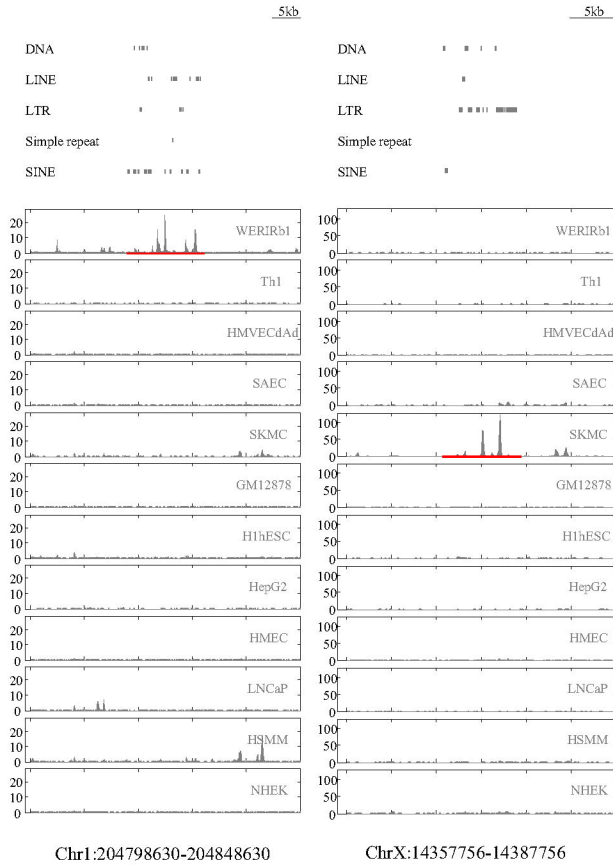 5kb
DNA
LINE
LTR
Simple repeat
SINE
20
10
0
WERIRb1
20
10
0
Th1
20
10
0
HMVECdAd
20
10
0
SAEC
20
10
0
SKMC
20
10
0
GM12878
20
10
0
H1hESC
20
10
0
HepG2
20
10
0
HMEC
20
10
0
LNCaP
20
10
0
HSMM
20
10
0
NHEK
Chr1:204798630-204848630
5kb
DNA
LINE
LTR
Simple repeat
SINE
100
50
0
WERIRb1
100
50
0
Th1
100
50
0
HMVECdAd
100
50
0
SAEC
100
50
0
SKMC
100
50
0
GM12878
100
50
0
H1hESC
100
50
0
HepG2
100
50
0
HMEC
100
50
0
LNCaP
100
50
0
HSMM
100
50
0
NHEK
ChrX:14357756-14387756